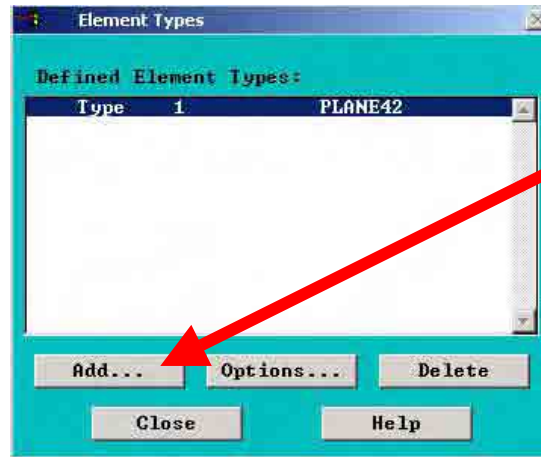 Element Types
Defined Element Types:
Type 1 PLANE42
Add... Options... Delete
Close Help